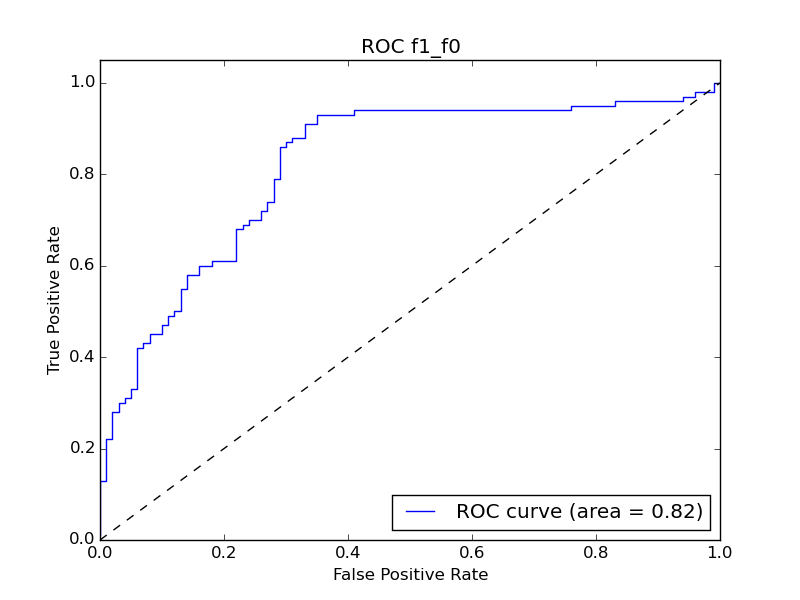 ROC f1_f0
True Positive Rate
1.0
0.8
0.6
0.4
0.2
0.0
ROC curve (area = 0.82)
0.0 0.2 0.4 0.6 0.8 1.0
False Positive Rate